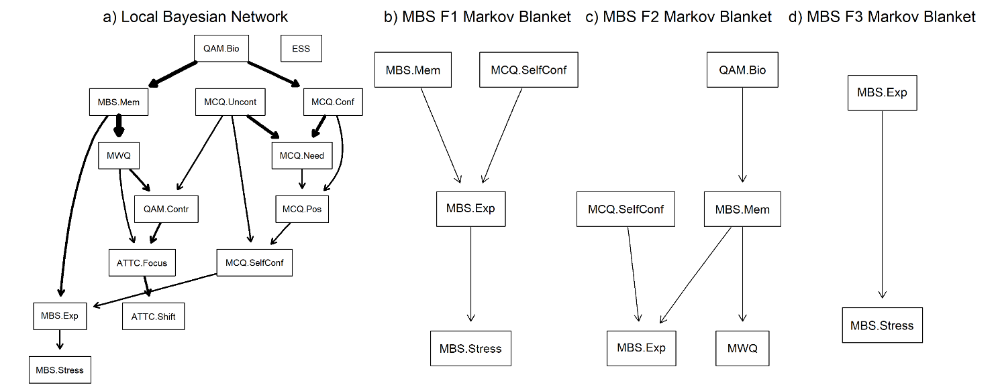 a) Local Bayesian Network
QAM.Bio
ESS
MBS.Mem
MCQ.Uncont
MCQ.Conf
MWQ
MCQ.Need
QAM.Contr
MCQ.Pos
ATTC.Focus
MCQ.SelfConf
MBS.Exp
ATTC.Shift
MBS.Stress
b) MBS F1 Markov Blanket
MBS.Mem
MCQ.SelfConf
MBS.Exp
MBS.Stress
c) MBS F2 Markov Blanket
QAM.Bio
MCQ.SelfConf
MBS.Mem
MBS.Exp
MWQ
d) MBS F3 Markov Blanket
MBS.Exp
MBS.Stress